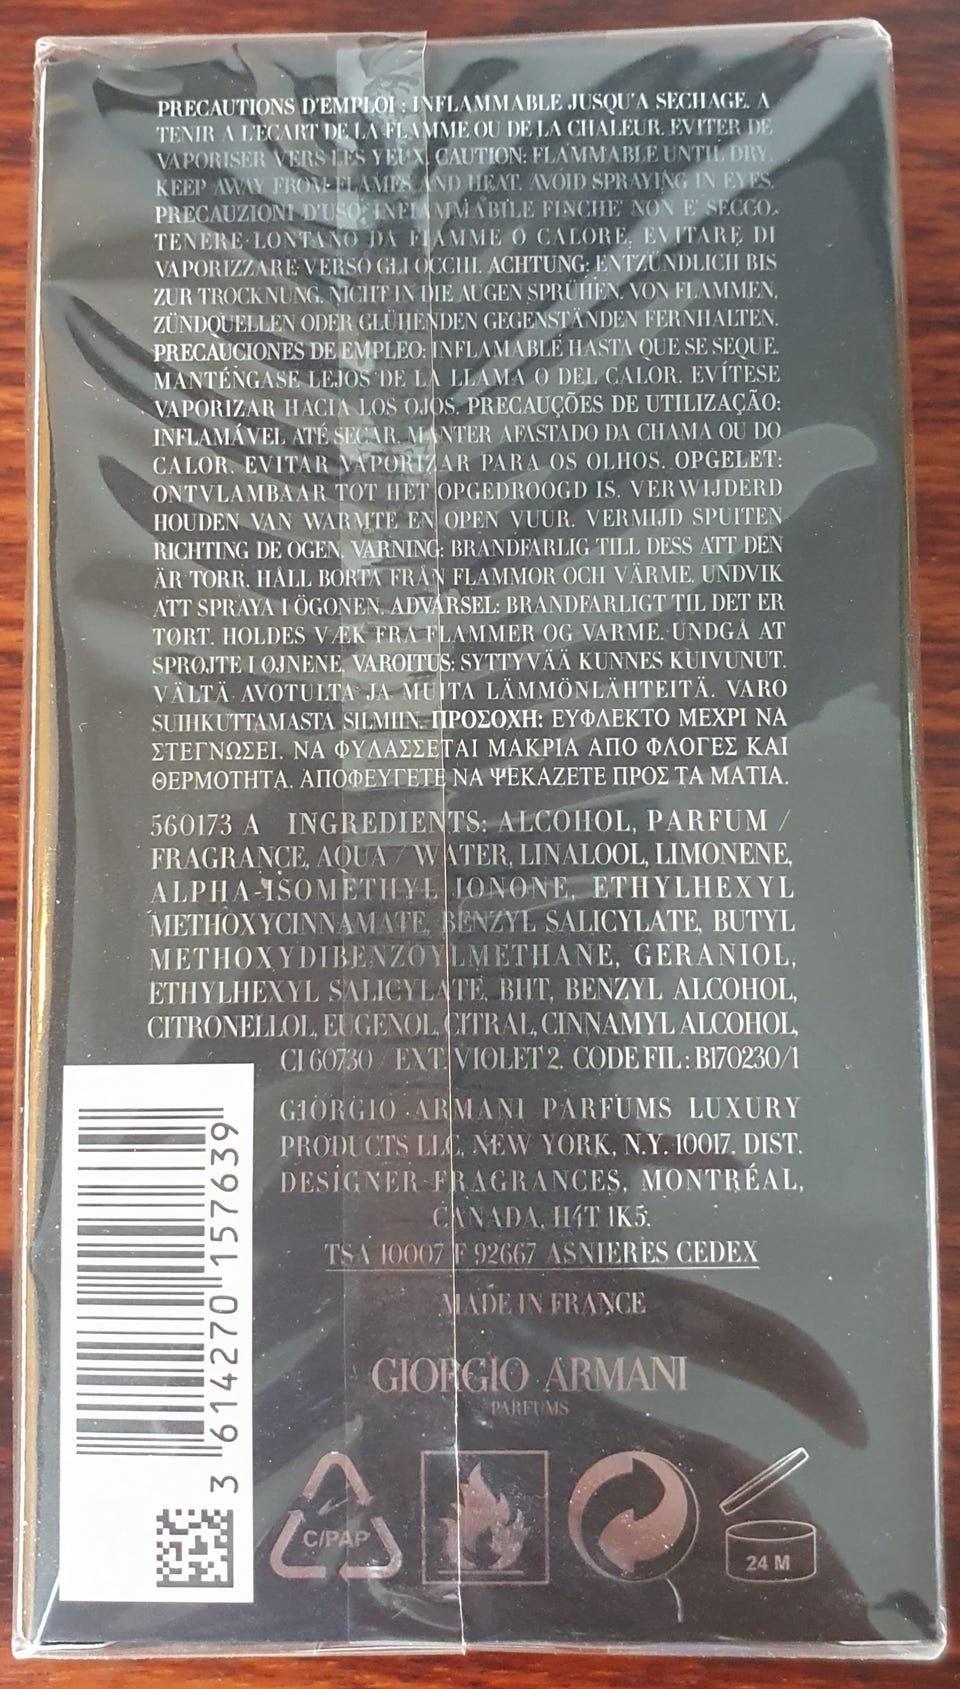 PRECAUTIONS D'EMPLOI : INFLAMMABLE JUSQU'A SECHAGE. A
TENIR A L'ECART DE LA FLAMME OU DE LA CHALEUR. EVITER DE
VAPORISER VERS LES YEUX. CAUTION: FLAMMABLE UNTIL DRY.
KEEP AWAY FROM FLAMES AND HEAT. AVOID SPRAYING IN EYES.
PRECAUZIONI D'USO: INFIAMMABILE FINCHE' NON E' SECCO.
TENERE LONTANO DA FIAMME O CALORE. EVITARE DI
VAPORIZZARE VERSO GLI OCCHI. ACHTUNG: ENTZÜNDLICH BIS
ZUR TROCKNUNG. NICHT IN DIE AUGEN SPRÜHEN. VON FLAMMEN,
ZÜNDQUELLEN ODER GLÜHENDEN GEGENSTÄNDEN FERNHALTEN.
PRECAUCIONES DE EMPLEO: INFLAMABLE HASTA QUE SE SEQUE.
MANTÉNGASE LEJOS DE LA LLAMA O DEL CALOR. EVÍTESE
VAPORIZAR HACIA LOS OJOS. PRECAUÇÕES DE UTILIZAÇÃO:
INFLAMÁVEL ATÉ SECAR. MANTER AFASTADO DA CHAMA OU DO
CALOR. EVITAR VAPORIZAR PARA OS OLHOS. OPGELET:
ONTVLAMBAAR TOT HET OPGEDROOGD IS. VERWIJDERD
HOUDEN VAN WARMTE EN OPEN VUUR. VERMIJD SPUITEN
RICHTING DE OGEN. VARNING: BRANDFARLIG TILL DESS ATT DEN
ÄR TORR. HÅLL BORTA FRÅN FLAMMOR OCH VÄRME. UNDVIK
ATT SPRAYA I ÖGONEN. ADVARSEL: BRANDFARLIGT TIL DET ER
TØRT. HOLDES VÆK FRA FLAMMER OG VARME. UNDGÅ AT
SPRØJTE I ØJNENE. VAROITUS: SYTTYVÄÄ KUNNES KUIVUNUT.
VÄLTÄ AVOTULTA JA MUITA LÄMMÖNLÄHTEITÄ. VARO
SUIHKUTTAMASTA SILMIIN. ΠΡΟΣΟΧΗ: ΕΥΦΛΕΚΤΟ ΜΕΧΡΙ ΝΑ
ΣΤΕΓΝΩΣΕΙ. ΝΑ ΦΥΛΑΣΣΕΤΑΙ ΜΑΚΡΙΑ ΑΠΟ ΦΛΟΓΕΣ ΚΑΙ
ΘΕΡΜΟΤΗΤΑ. ΑΠΟΦΕΥΓΕΤΕ ΝΑ ΨΕΚΑΖΕΤΕ ΠΡΟΣ ΤΑ ΜΑΤΙΑ.
560173 A INGREDIENTS: ALCOHOL, PARFUM /
FRAGRANCE, AQUA / WATER, LINALOOL, LIMONENE,
ALPHA-ISOMETHYL IONONE, ETHYLHEXYL
METHOXYCINNAMATE, BENZYL SALICYLATE, BUTYL
METHOXYDIBENZOYLMETHANE, GERANIOL,
ETHYLHEXYL SALICYLATE, BHT, BENZYL ALCOHOL,
CITRONELLOL, EUGENOL, CITRAL, CINNAMYL ALCOHOL,
CI 60730 / EXT. VIOLET 2. CODE FIL : B170230/1
GIORGIO ARMANI PARFUMS LUXURY
PRODUCTS LLC, NEW YORK, N.Y. 10017. DIST.
DESIGNER FRAGRANCES, MONTRÉAL,
CANADA, H4T 1K5.
TSA 10007 F 92667 ASNIERES CEDEX
MADE IN FRANCE
GIORGIO ARMANI
PARFUMS
3 614270 157639
C/PAP
24 M